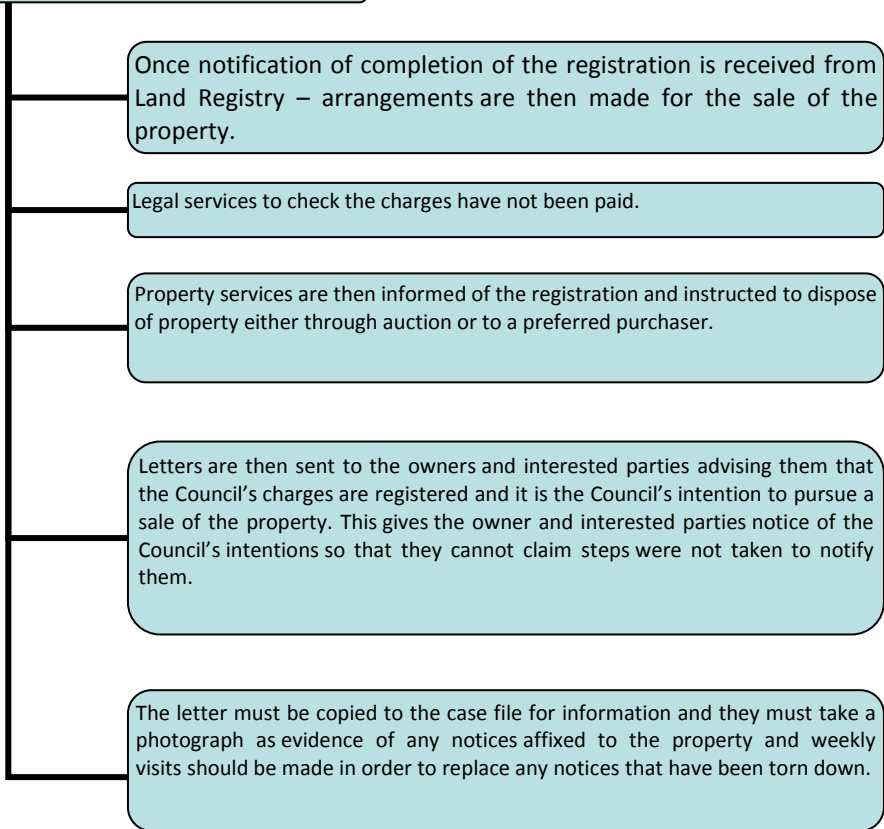 Once notification of completion of the registration is received from
Land Registry – arrangements are then made for the sale of the
property.
Legal services to check the charges have not been paid.
Property services are then informed of the registration and instructed to dispose
of property either through auction or to a preferred purchaser.
Letters are then sent to the owners and interested parties advising them that
the Council’s charges are registered and it is the Council’s intention to pursue a
sale of the property. This gives the owner and interested parties notice of the
Council’s intentions so that they cannot claim steps were not taken to notify
them.
The letter must be copied to the case file for information and they must take a
photograph as evidence of any notices affixed to the property and weekly
visits should be made in order to replace any notices that have been torn down.